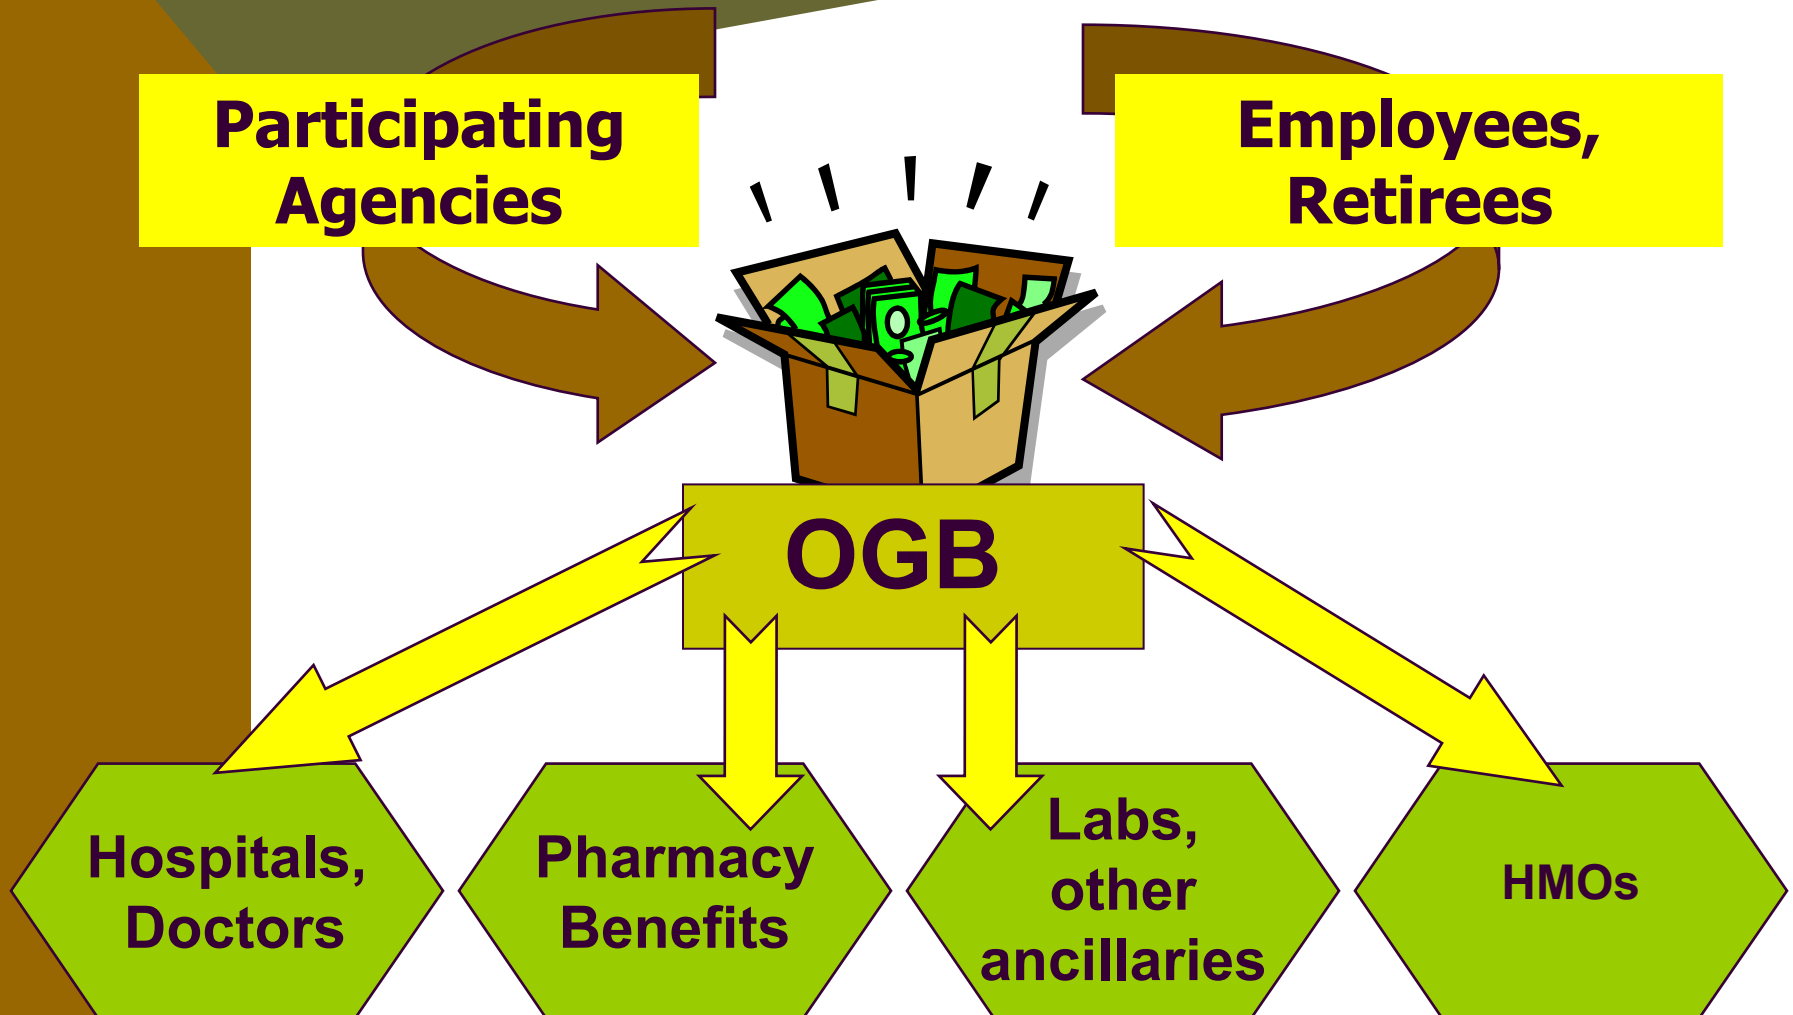 Participating
Agencies
Employees,
Retirees
OGB
Hospitals,
Doctors
Pharmacy
Benefits
Labs,
other
ancillaries
HMOs